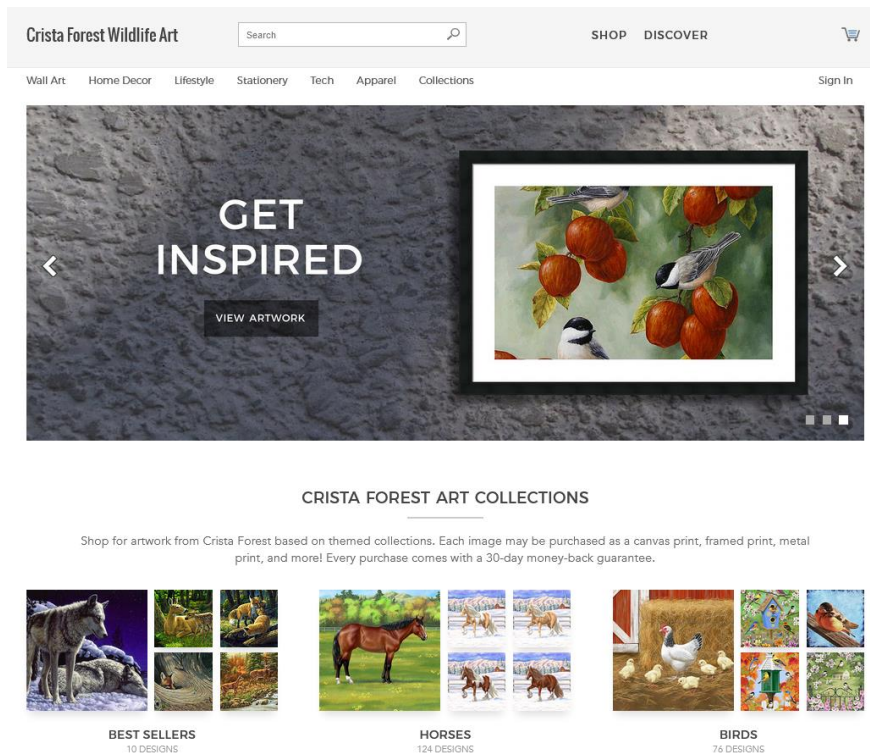 Crista Forest Wildlife Art
Search
SHOP DISCOVER
Wall Art Home Decor Lifestyle Stationery Tech Apparel Collections Sign In
GET
INSPIRED
VIEW ARTWORK
CRISTA FOREST ART COLLECTIONS
Shop for artwork from Crista Forest based on themed collections. Each image may be purchased as a canvas print, framed print, metal
print, and more! Every purchase comes with a 30-day money-back guarantee.
BEST SELLERS
10 DESIGNS
HORSES
124 DESIGNS
BIRDS
76 DESIGNS